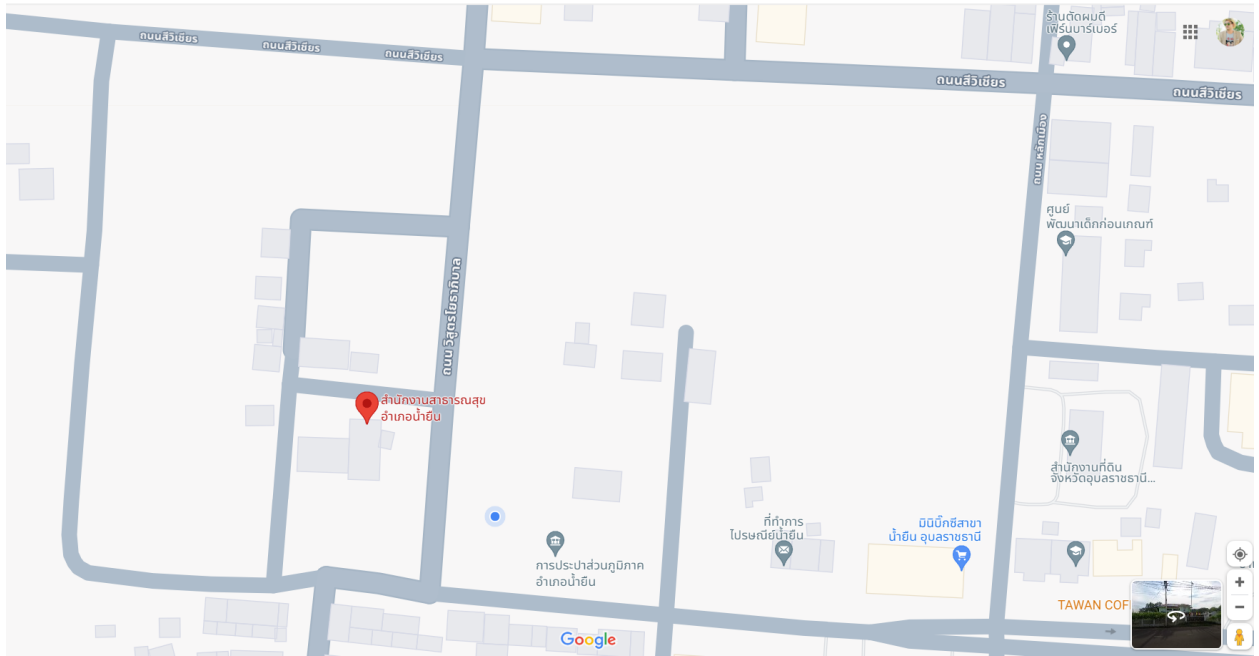 ร้านตัดผมดี
เฟิร์นบาร์เบอร์
ถนนสีวิเชียร
ถนนสีวิเชียร
ถนนสีวิเชียร
ถนนสีวิเชียร
ถนนสีวิเชียร
ถนน หลักเมือง
ศูนย์
พัฒนาเด็กก่อนเกณฑ์
ถนน วิสูตรโยธาภิบาล
สำนักงานสาธารณสุข
อำเภอน้ำยืน
สำนักงานที่ดิน
จังหวัดอุบลราชธานี...
ที่ทำการ
ไปรษณีย์น้ำยืน
มินิบิ๊กซีสาขา
น้ำยืน อุบลราชธานี
การประปาส่วนภูมิภาค
อำเภอน้ำยืน
TAWAN COF
Google